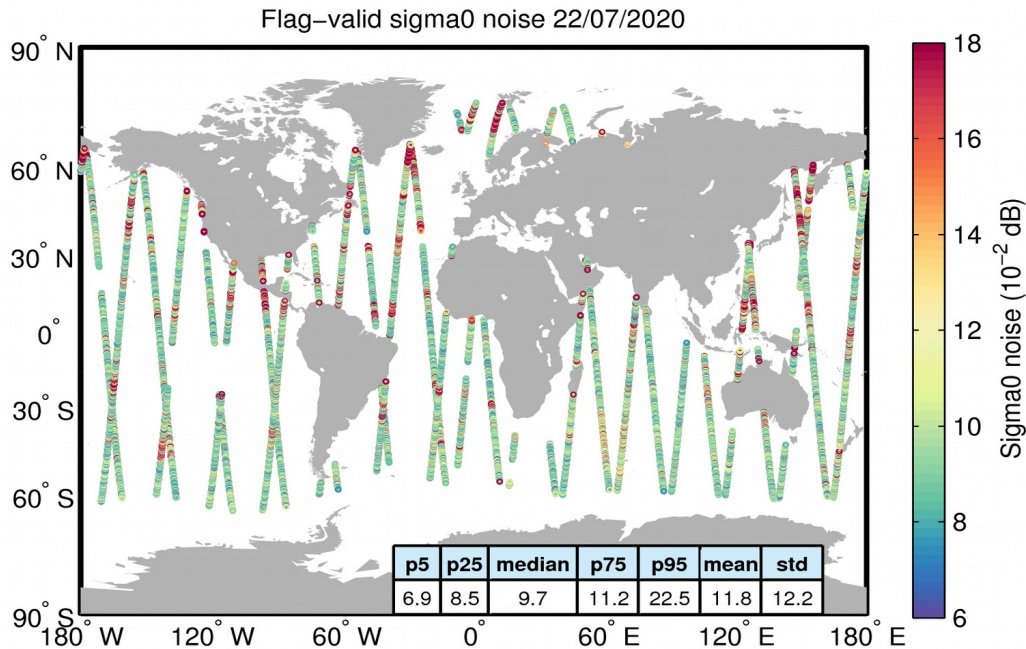 Flag−valid sigma0 noise 22/07/2020
90° N
60° N
30° N
0°
30° S
60° S
90° S
180° W
120° W
60° W
0°
60° E
120° E
180° E
p5 p25 median p75 p95 mean std
6.9 8.5 9.7 11.2 22.5 11.8 12.2
18
16
14
12
10
8
6
Sigma0 noise (10⁻² dB)